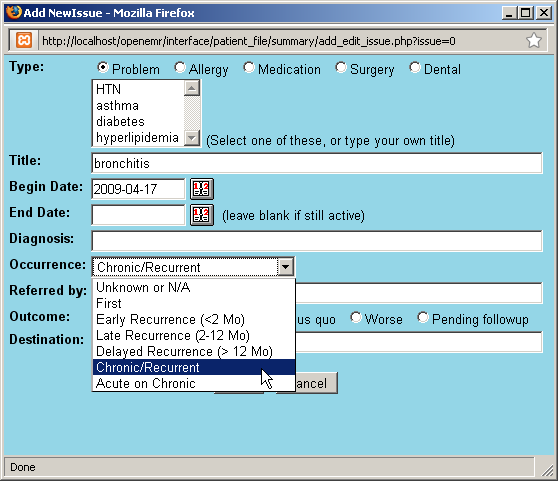 Add NewIssue - Mozilla Firefox
http://localhost/openemr/interface/patient_file/summary/add_edit_issue.php?issue=0
Type: Problem Allergy Medication Surgery Dental
HTN
asthma
diabetes
hyperlipidemia (Select one of these, or type your own title)
Title: bronchitis
Begin Date: 2009-04-17
End Date: (leave blank if still active)
Diagnosis:
Occurrence: Chronic/Recurrent
Unknown or N/A
Referred by: First
Outcome: Early Recurrence (<2 Mo) us quo Worse Pending followup
Late Recurrence (2-12 Mo)
Destination: Delayed Recurrence (> 12 Mo)
Chronic/Recurrent
Acute on Chronic ancel
Done